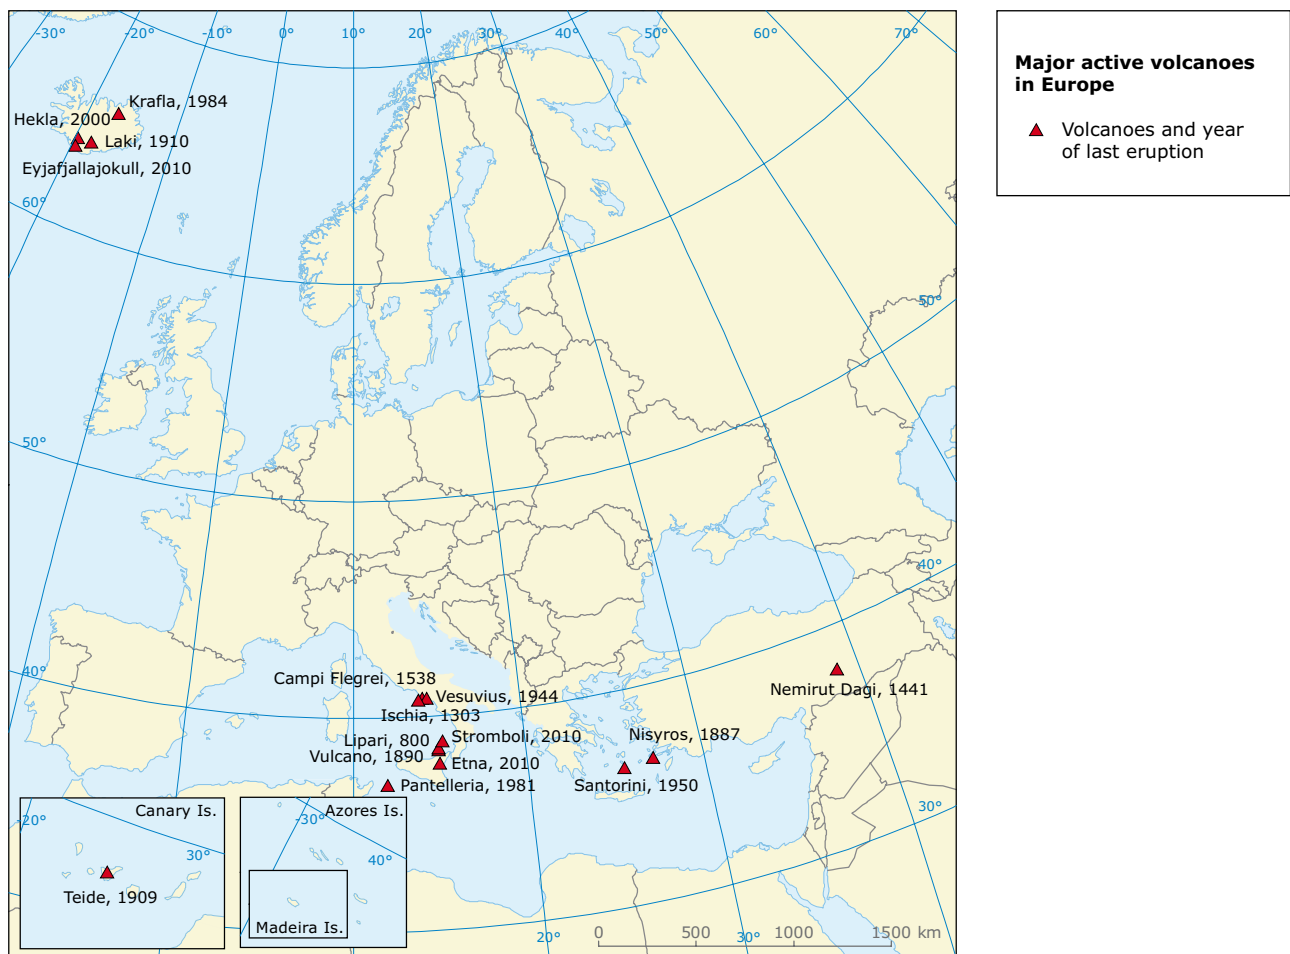 -30°
-20°
-10°
0°
10°
20°
30°
40°
50°
60°
70°
Major active volcanoes
in Europe
Volcanoes and year
of last eruption
Krafla, 1984
Hekla, 2000
Laki, 1910
Eyjafjallajokull, 2010
60°
50°
50°
40°
40°
Campi Flegrei, 1538
Vesuvius, 1944
Ischia, 1303
Nemirut Dagi, 1441
Lipari, 800
Stromboli, 2010
Nisyros, 1887
Vulcano, 1890
Etna, 2010
Pantelleria, 1981
Santorini, 1950
30°
Canary Is.
-20°
30°
Teide, 1909
Azores Is.
-30°
40°
Madeira Is.
20°
30°
0
500
1000
1500 km